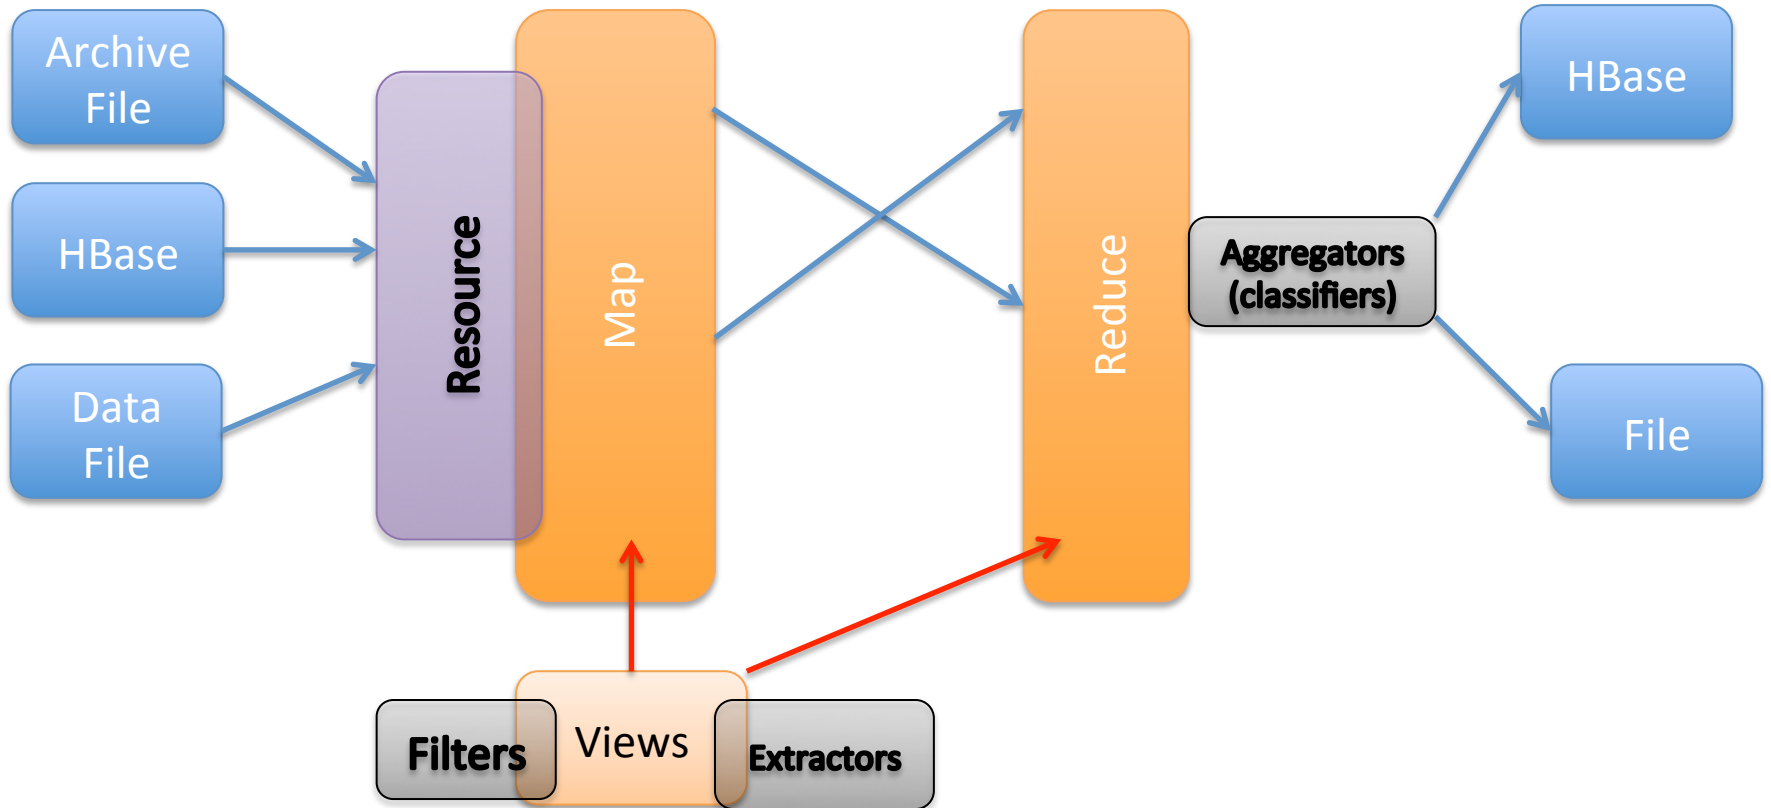 Archive
File
HBase
Data
File
Resource
Map
Reduce
Aggregators
(classifiers)
HBase
File
Filters
Views
Extractors